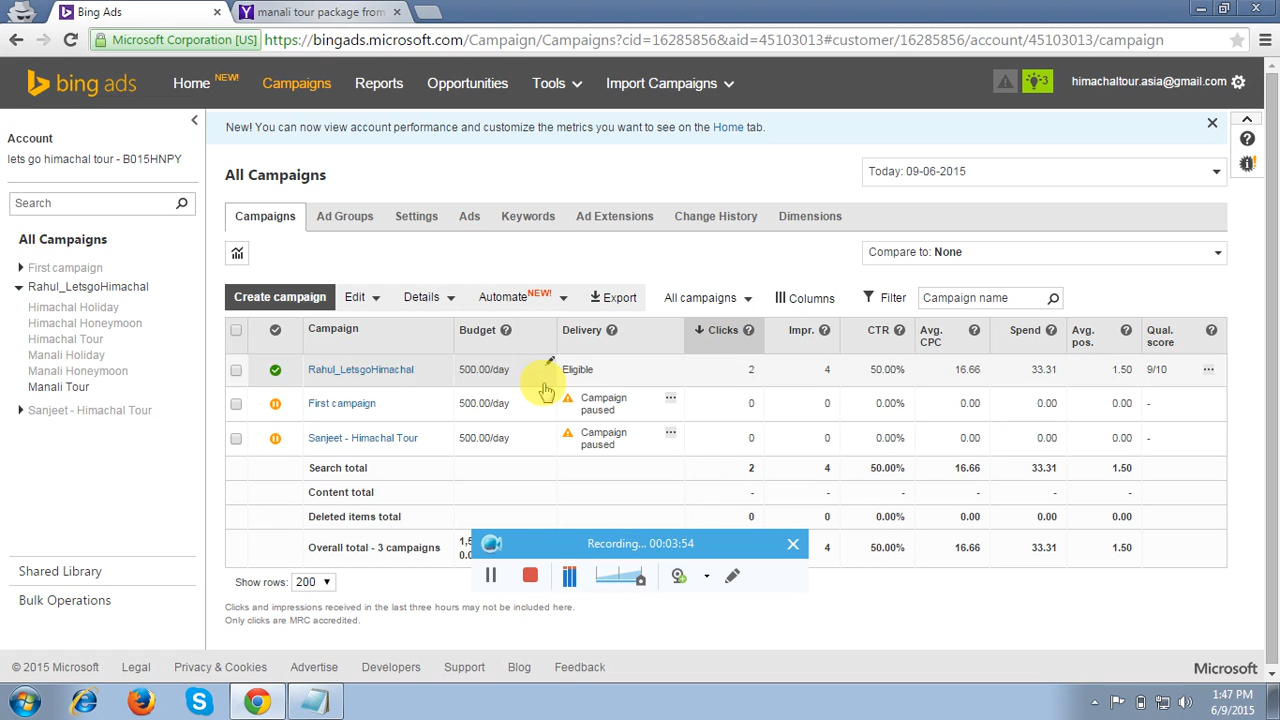 Bing Ads
manali tour package from
Microsoft Corporation [US]
https://bingads.microsoft.com/Campaign/Campaigns?cid=16285856&aid=45103013#customer/16285856/account/45103013/campaign
bing ads
Home NEW!
Campaigns
Reports
Opportunities
Tools
Import Campaigns
3
himachaltour.asia@gmail.com
Account
lets go himachal tour - B015HNPY
Search
All Campaigns
First campaign
Rahul_LetsgoHimachal
Himachal Holiday
Himachal Honeymoon
Himachal Tour
Manali Holiday
Manali Honeymoon
Manali Tour
Sanjeet - Himachal Tour
Shared Library
Bulk Operations
New! You can now view account performance and customize the metrics you want to see on the Home tab.
All Campaigns
Today: 09-06-2015
Campaigns Ad Groups Settings Ads Keywords Ad Extensions Change History Dimensions
Compare to: None
Create campaign Edit Details Automate NEW! Export All campaigns Columns Filter Campaign name
Campaign Budget Delivery Clicks Impr. CTR Avg. CPC Spend Avg. pos. Qual. score
Rahul_LetsgoHimachal 500.00/day Eligible 2 4 50.00% 16.66 33.31 1.50 9/10
First campaign 500.00/day Campaign paused 0 0 0.00% 0.00 0.00 0.00 -
Sanjeet - Himachal Tour 500.00/day Campaign paused 0 0 0.00% 0.00 0.00 0.00 -
Search total 2 4 50.00% 16.66 33.31 1.50
Content total - - - - - -
Deleted items total 0 0 0.00% 0.00 0.00 0.00
Overall total - 3 campaigns 4 50.00% 16.66 33.31 1.50
Recording... 00:03:54
Show rows: 200
Clicks and impressions received in the last three hours may not be included here.
Only clicks are MRC accredited.
© 2015 Microsoft Legal Privacy & Cookies Advertise Developers Support Blog Feedback
Microsoft
1:47 PM
6/9/2015